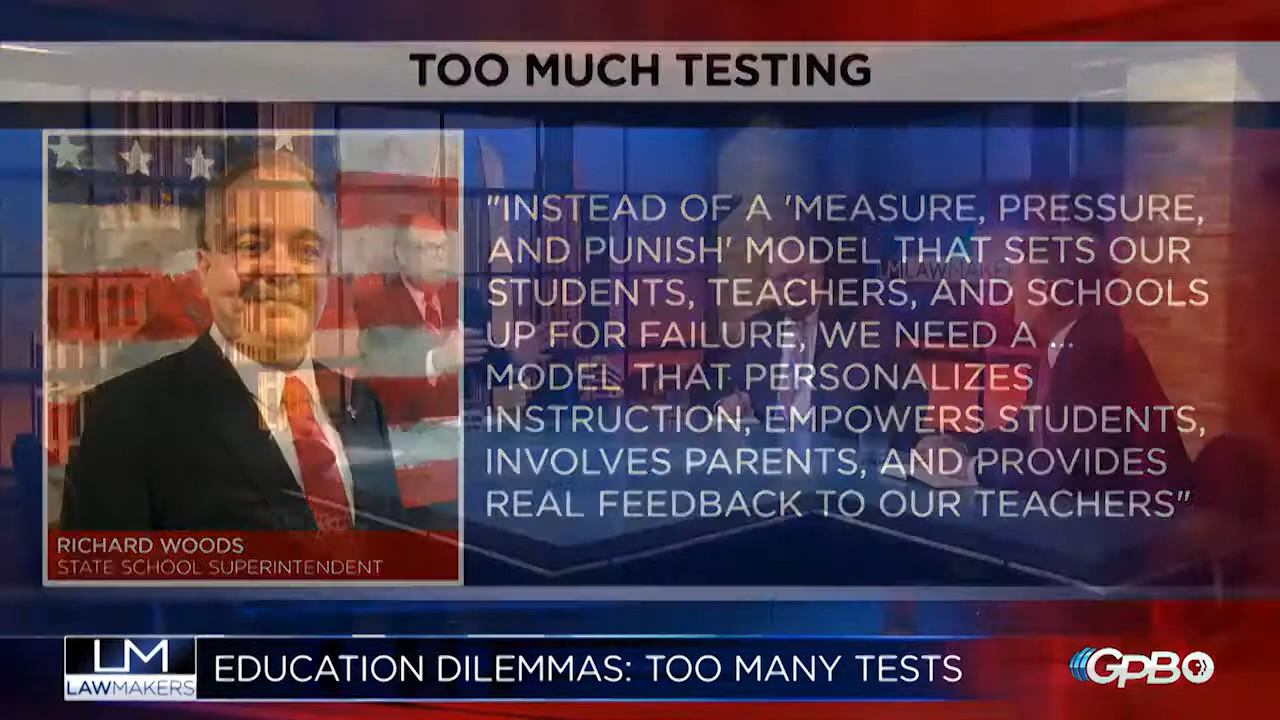 TOO MUCH TESTING
"INSTEAD OF A 'MEASURE, PRESSURE,
AND PUNISH' MODEL THAT SETS OUR
STUDENTS, TEACHERS, AND SCHOOLS
UP FOR FAILURE, WE NEED A ...
MODEL THAT PERSONALIZES
INSTRUCTION, EMPOWERS STUDENTS,
INVOLVES PARENTS, AND PROVIDES
REAL FEEDBACK TO OUR TEACHERS"
RICHARD WOODS
STATE SCHOOL SUPERINTENDENT
LM
LAWMAKERS
EDUCATION DILEMMAS: TOO MANY TESTS
GPB